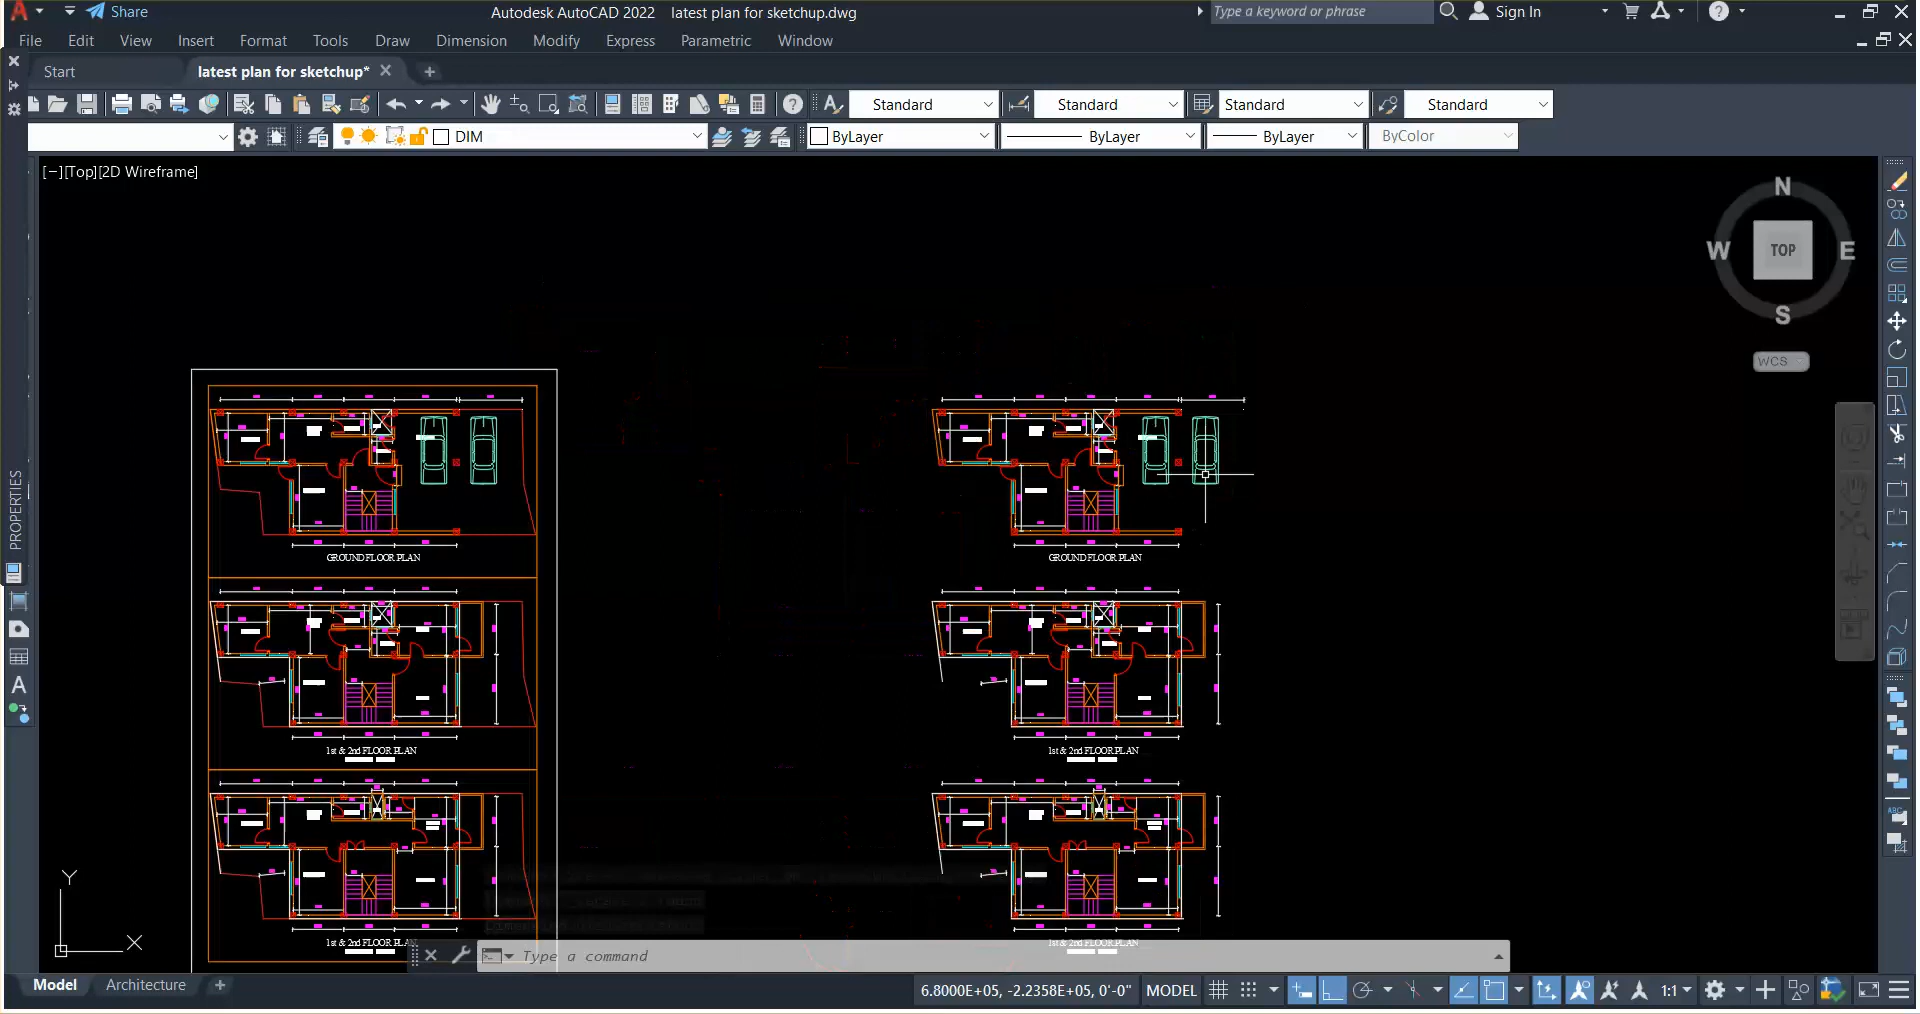 Share
Autodesk AutoCAD 2022 latest plan for sketchup.dwg
Type a keyword or phrase
Sign In
File Edit View Insert Format Tools Draw Dimension Modify Express Parametric Window
Start
latest plan for sketchup*
Standard Standard Standard Standard
DIM
ByLayer ByLayer ByLayer ByColor
[−][Top][2D Wireframe]
N
W TOP E
S
WCS
PROPERTIES
A
GROUND FLOOR PLAN GROUND FLOOR PLAN
1st & 2nd FLOOR PLAN 1st & 2nd FLOOR PLAN
1st & 2nd FLOOR PLAN 1st & 2nd FLOOR PLAN
Y
X
Type a command
Model Architecture
6.8000E+05, -2.2358E+05, 0'-0" MODEL 1:1